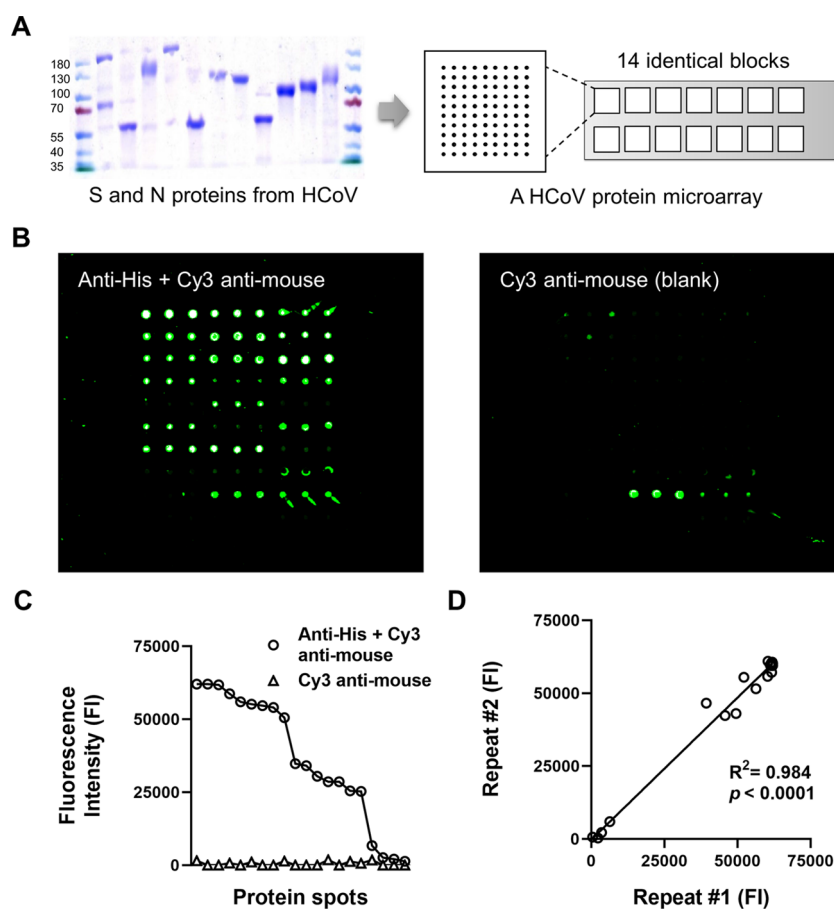 A
180
130
100
70
55
40
35
S and N proteins from HCoV
14 identical blocks
A HCoV protein microarray
B
Anti-His + Cy3 anti-mouse
Cy3 anti-mouse (blank)
C
75000
50000
25000
0
Fluorescence
Intensity (FI)
Anti-His + Cy3
anti-mouse
Cy3 anti-mouse
Protein spots
D
75000
50000
25000
0
Repeat #2 (FI)
R²= 0.984
p < 0.0001
0 25000 50000 75000
Repeat #1 (FI)